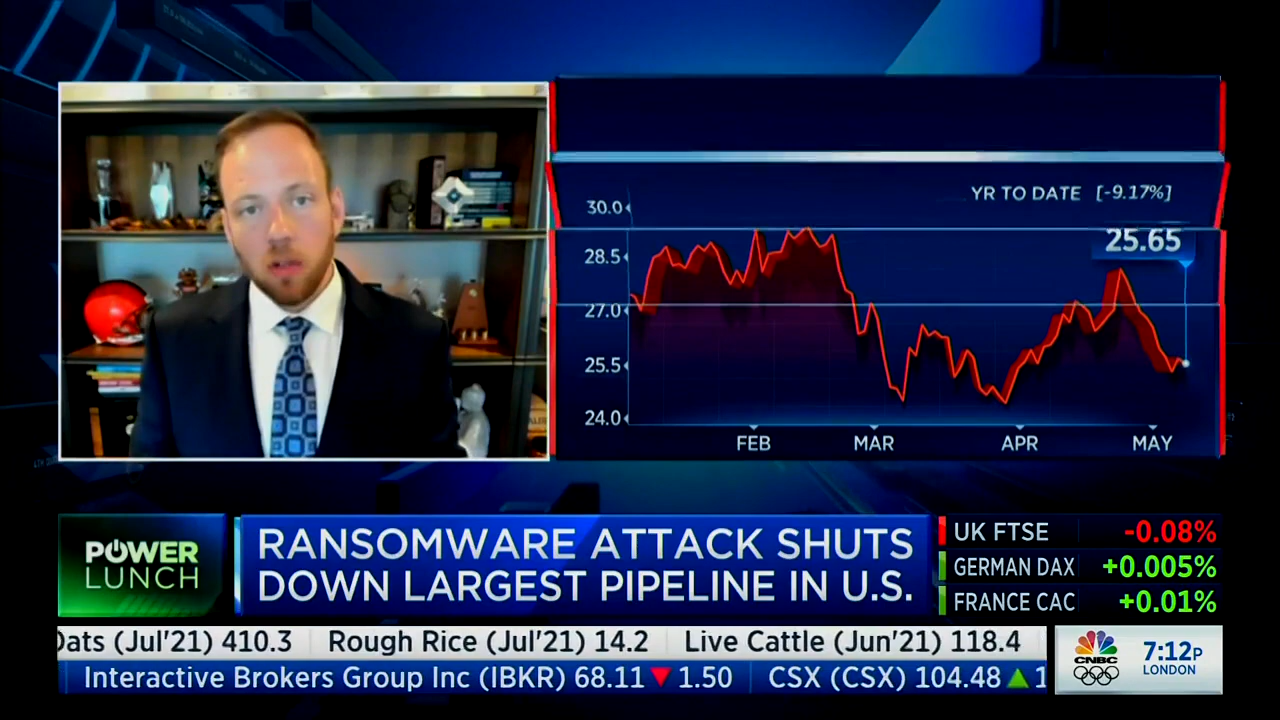 YR TO DATE [-9.17%]
30.0
28.5
27.0
25.5
24.0
25.65
FEB MAR APR MAY
POWER
LUNCH
RANSOMWARE ATTACK SHUTS
DOWN LARGEST PIPELINE IN U.S.
UK FTSE -0.08%
GERMAN DAX +0.005%
FRANCE CAC +0.01%
Oats (Jul'21) 410.3 Rough Rice (Jul'21) 14.2 Live Cattle (Jun'21) 118.4
Interactive Brokers Group Inc (IBKR) 68.11 ▼ 1.50 CSX (CSX) 104.48 ▲ 1
CNBC
7:12P
LONDON